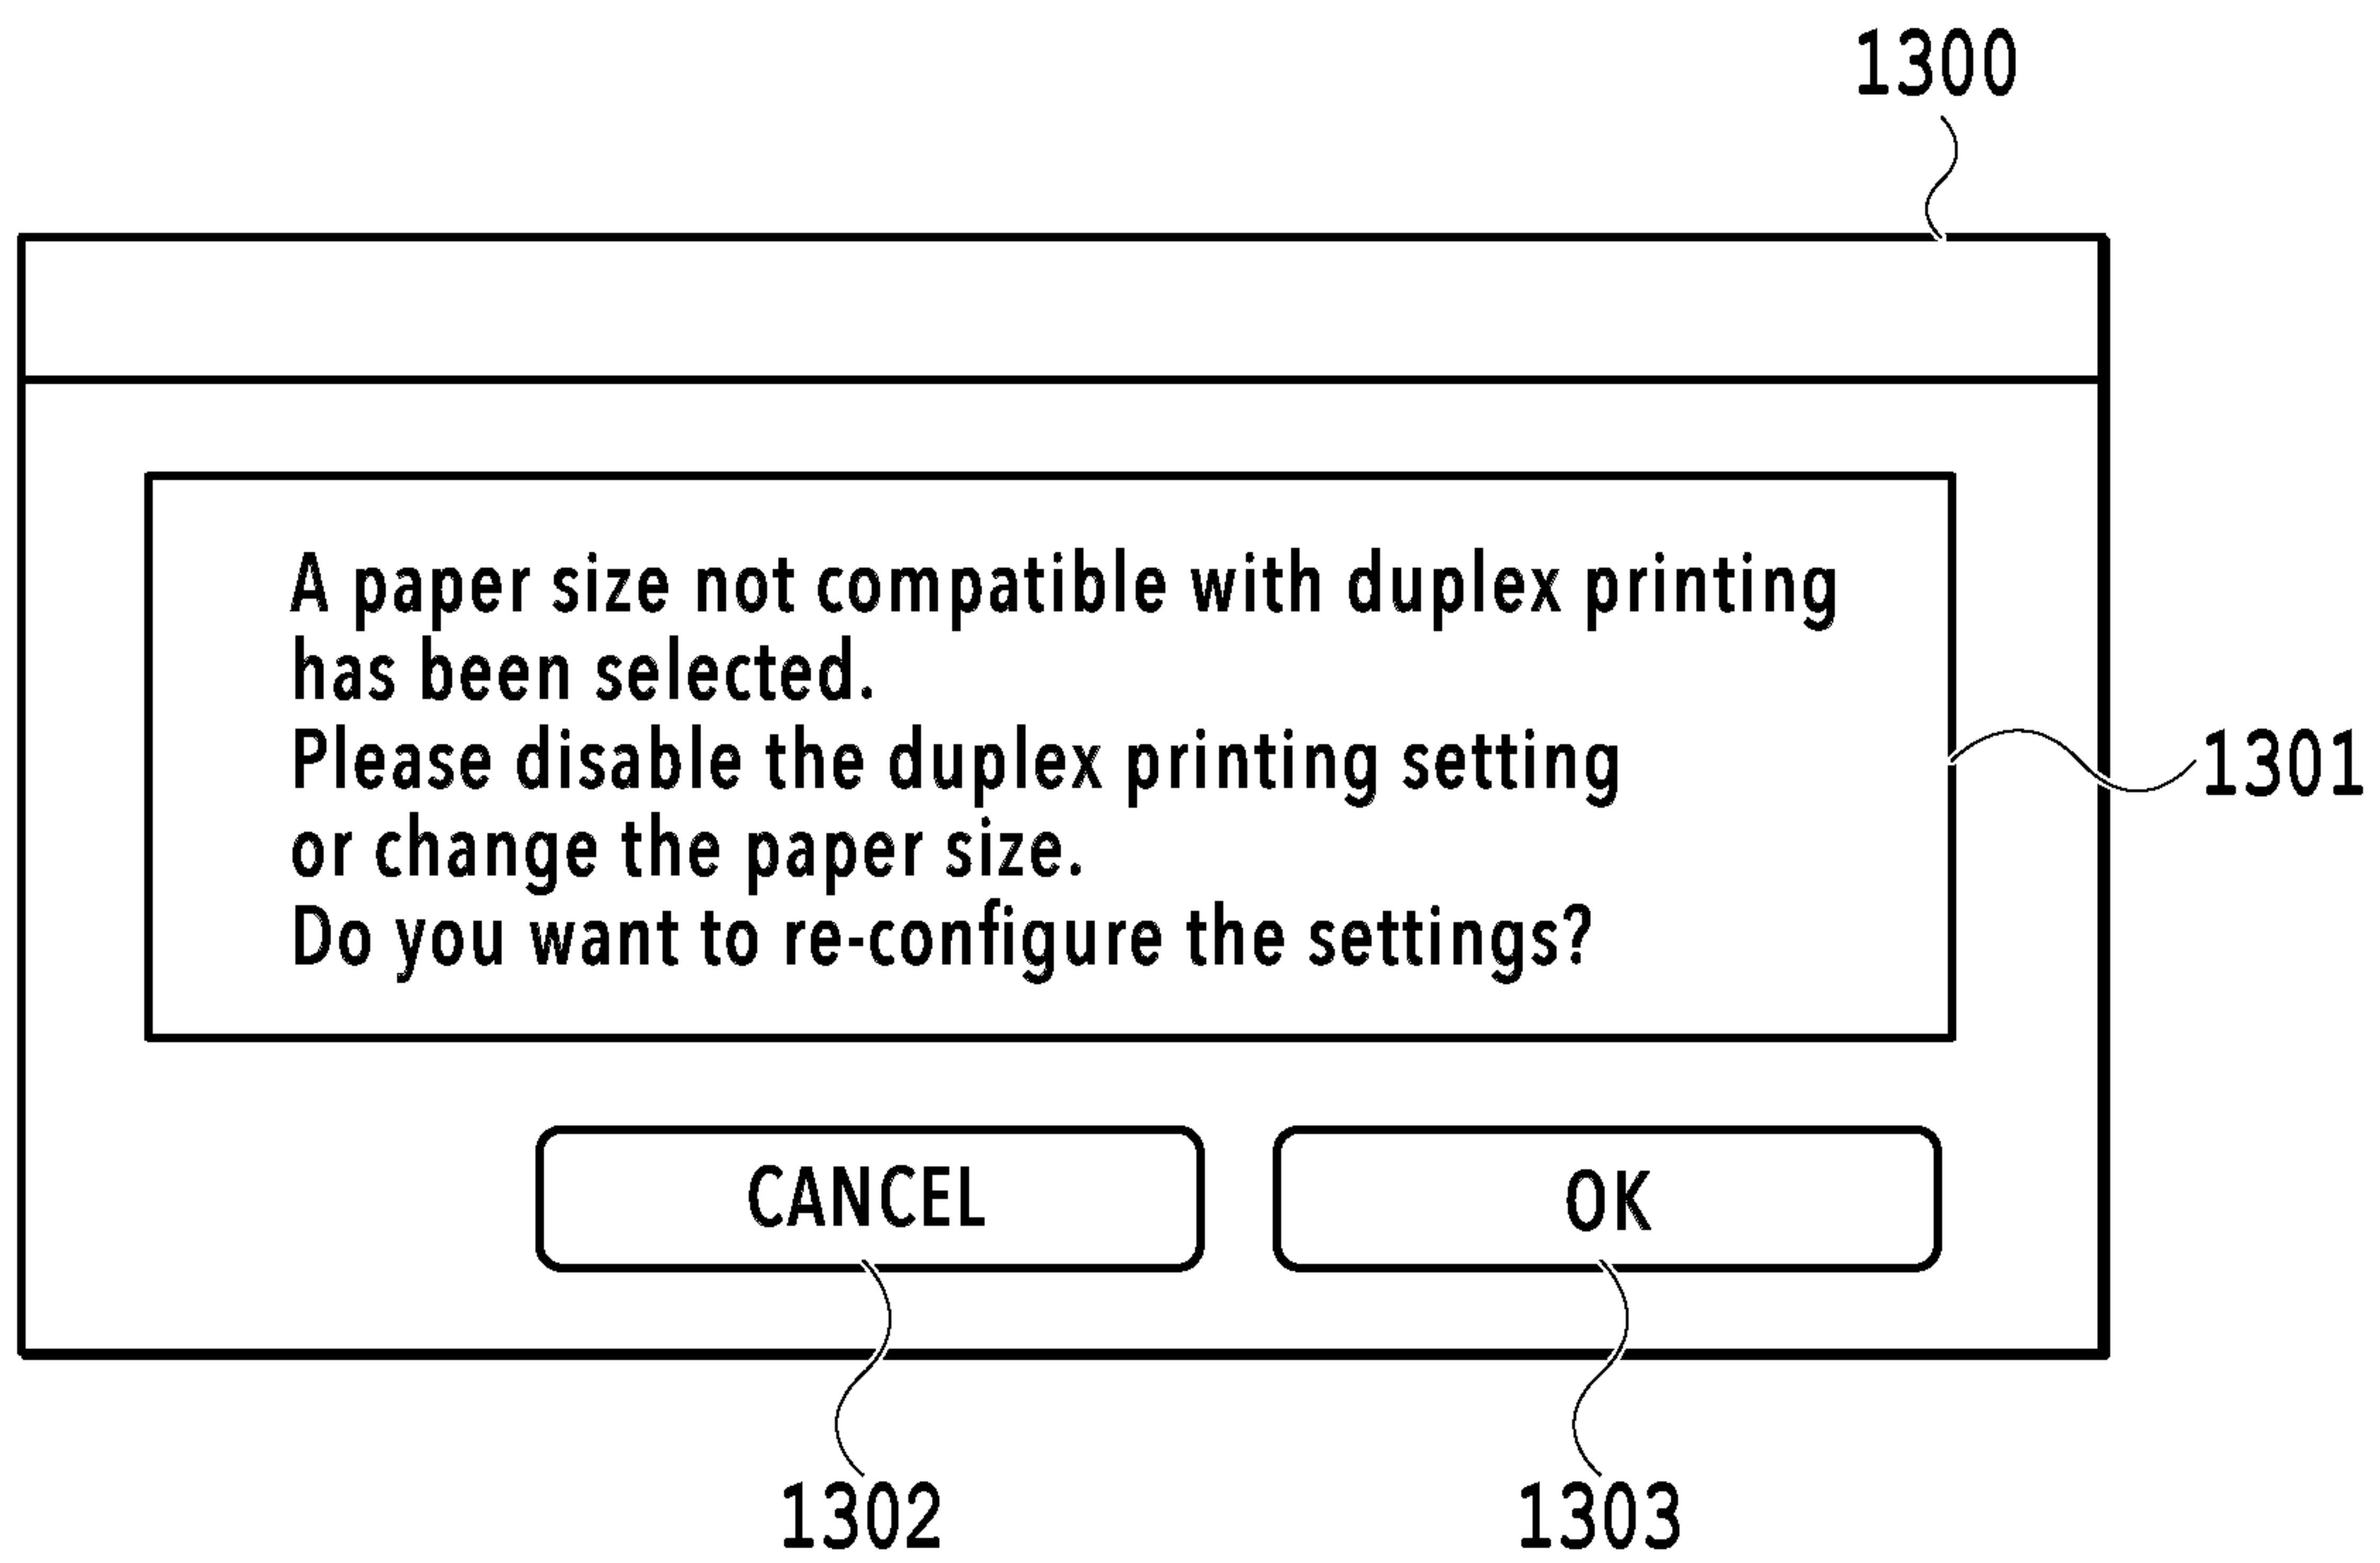 1300
A paper size not compatible with duplex printing
has been selected.
Please disable the duplex printing setting
or change the paper size.
Do you want to re-configure the settings?
1301
CANCEL
OK
1302
1303